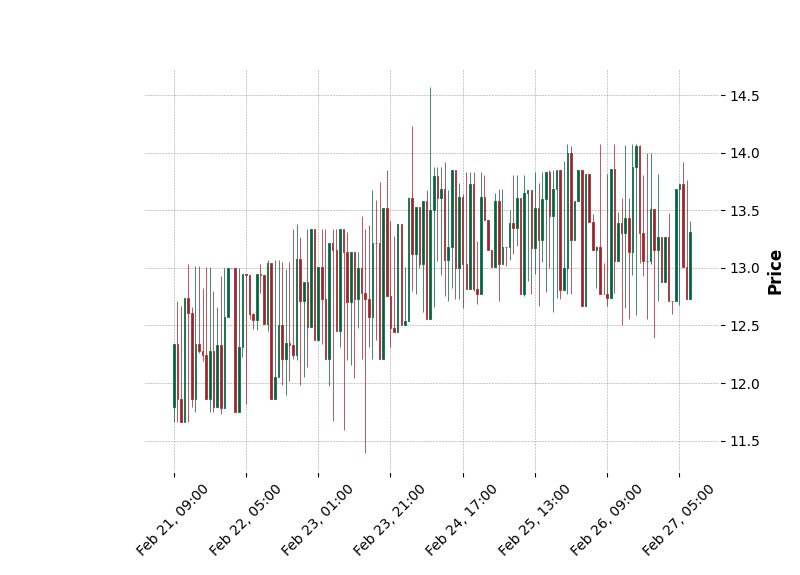 14.5
14.0
13.5
13.0
12.5
12.0
11.5
Price
Feb 21, 09:00
Feb 22, 05:00
Feb 23, 01:00
Feb 23, 21:00
Feb 24, 17:00
Feb 25, 13:00
Feb 26, 09:00
Feb 27, 05:00